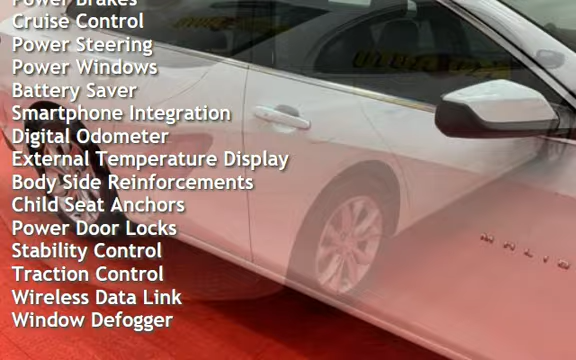 Power Brakes
Cruise Control
Power Steering
Power Windows
Battery Saver
Smartphone Integration
Digital Odometer
External Temperature Display
Body Side Reinforcements
Child Seat Anchors
Power Door Locks
Stability Control
Traction Control
Wireless Data Link
Window Defogger
M A L I B